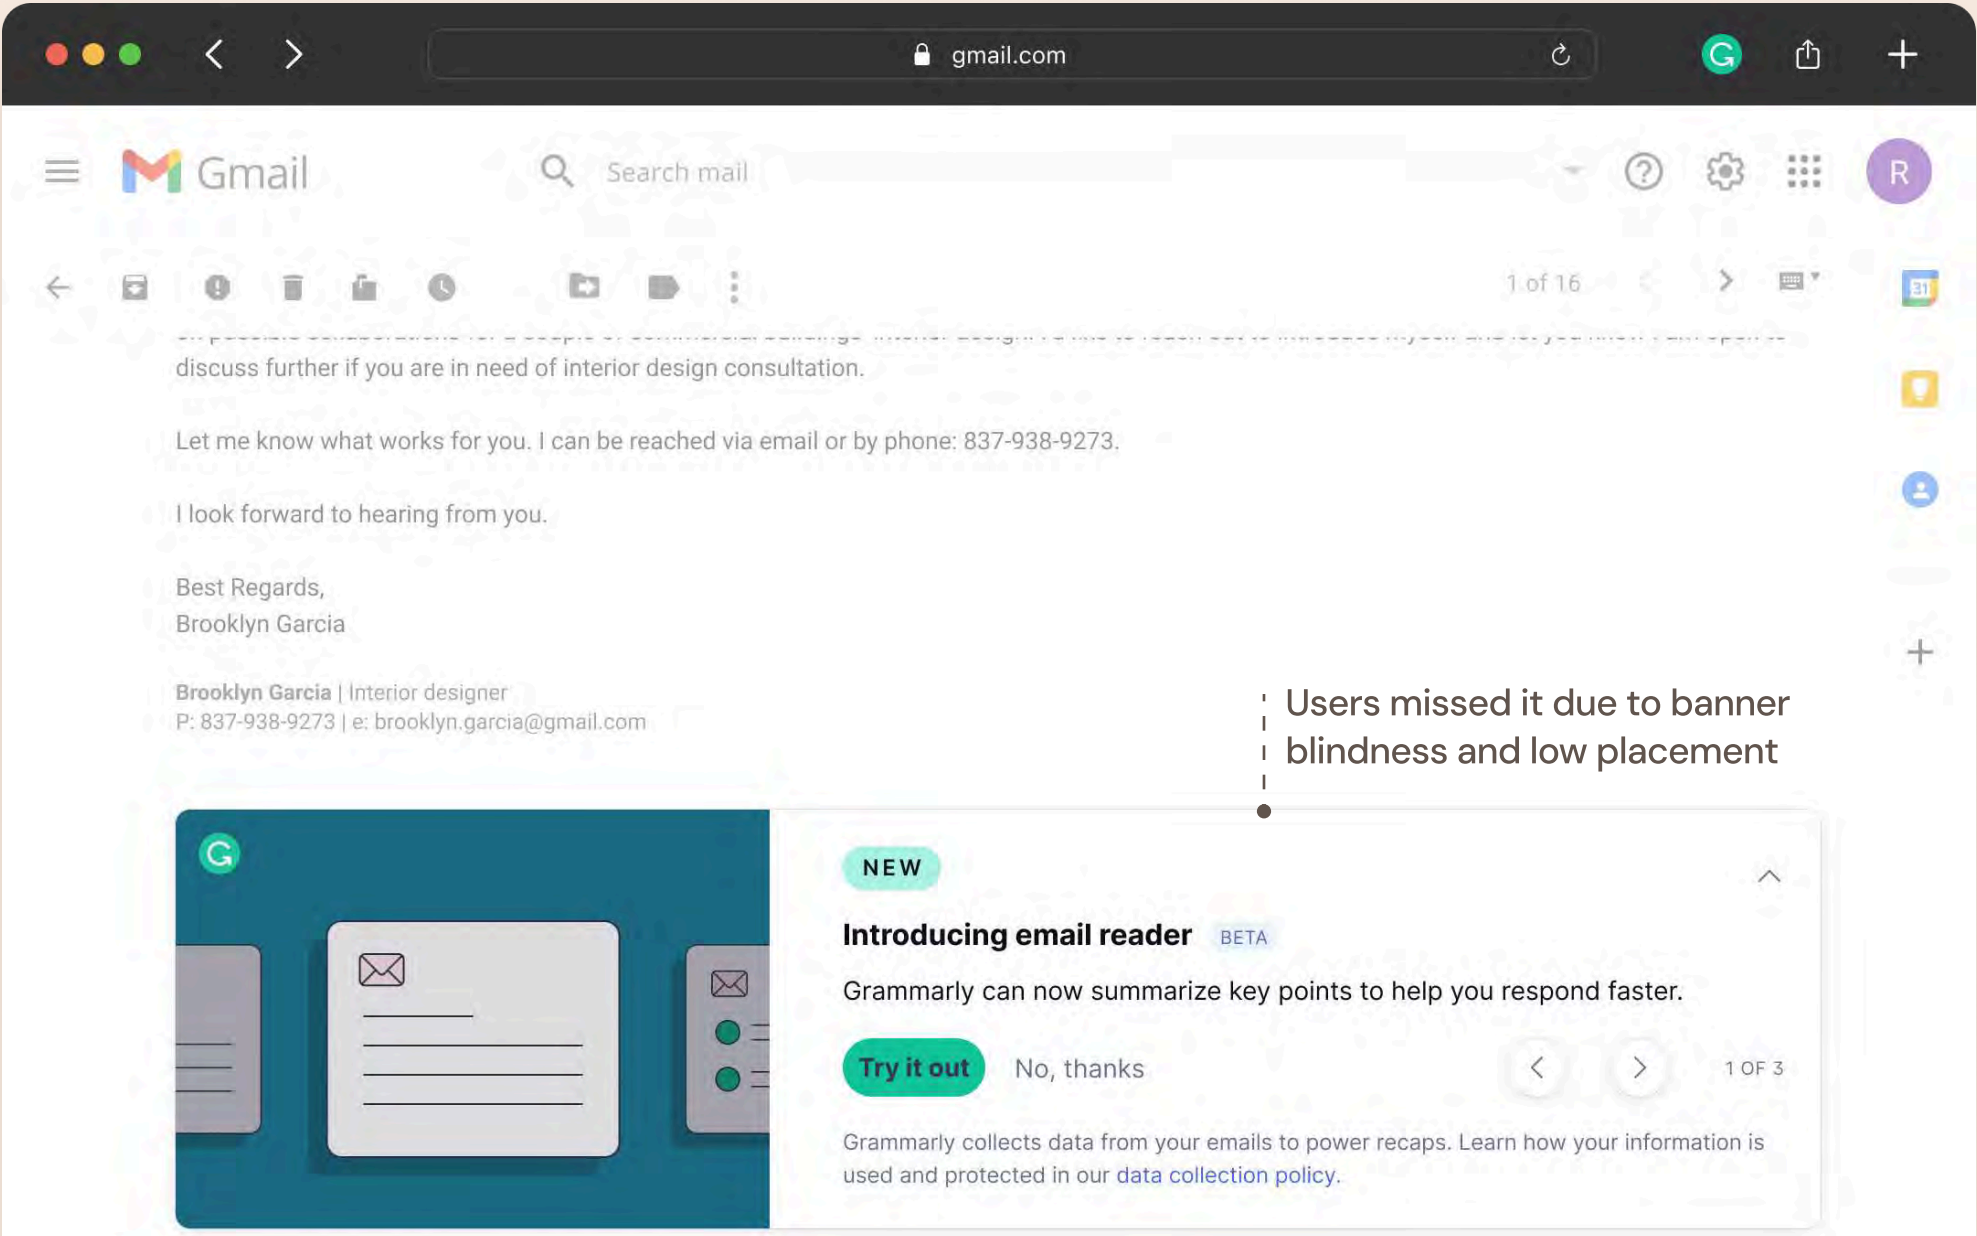 gmail.com
Gmail
Search mail
R
1 of 16
31
discuss further if you are in need of interior design consultation.
Let me know what works for you. I can be reached via email or by phone: 837-938-9273.
I look forward to hearing from you.
Best Regards,
Brooklyn Garcia
Brooklyn Garcia | Interior designer
P: 837-938-9273 | e: brooklyn.garcia@gmail.com
Users missed it due to banner
blindness and low placement
NEW
Introducing email reader BETA
Grammarly can now summarize key points to help you respond faster.
Try it out No, thanks
1 OF 3
Grammarly collects data from your emails to power recaps. Learn how your information is
used and protected in our data collection policy.